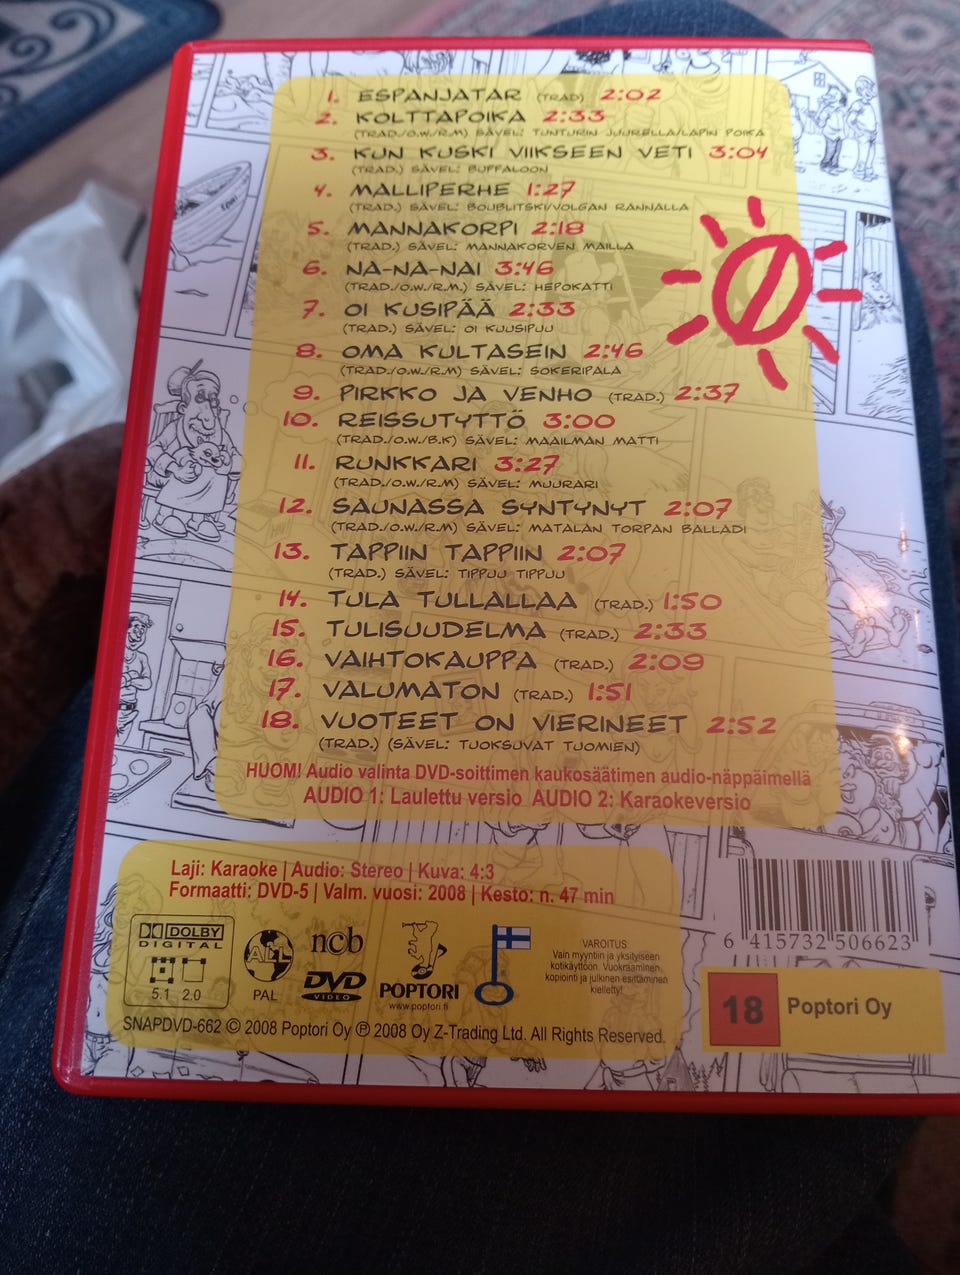 1. ESPANJATAR (TRAD) 2:02
2. KOLTTAPOIKA 2:33
(TRAD./O.W./R.M) SÄVEL: TUNTURIN JUURELLA/LAPIN POIKA
3. KUN KUSKI VIIKSEEN VETI 3:04
(TRAD.) SÄVEL: BUFFALOON
4. MALLIPERHE 1:27
(TRAD.) SÄVEL: BOUBLITSKI/VOLGAN RANNALLA
5. MANNAKORPI 2:18
(TRAD.) SÄVEL: MANNAKORVEN MAILLA
6. NA-NA-NAI 3:46
(TRAD./O.W./R.M.) SÄVEL: HEPOKATTI
7. OI KUSIPÄÄ 2:33
(TRAD.) SÄVEL: OI KUUSIPUU
8. OMA KULTASEIN 2:46
(TRAD./O.W./R.M) SÄVEL: SOKERIPALA
9. PIRKKO JA VENHO (TRAD.) 2:37
10. REISSUTYTTÖ 3:00
(TRAD./O.W./B.K) SÄVEL: MAAILMAN MATTI
11. RUNKKARI 3:27
(TRAD./O.W./R.M) SÄVEL: MUURARI
12. SAUNASSA SYNTYNYT 2:07
(TRAD./O.W./R.M) SÄVEL: MATALAN TORPAN BALLADI
13. TAPPIIN TAPPIIN 2:07
(TRAD.) SÄVEL: TIPPUU TIPPUU
14. TULA TULLALLAA (TRAD.) 1:50
15. TULISUUDELMA (TRAD.) 2:33
16. VAIHTOKAUPPA (TRAD.) 2:09
17. VALUMATON (TRAD.) 1:51
18. VUOTEET ON VIERINEET 2:52
(TRAD.) (SÄVEL: TUOKSUVAT TUOMIEN)
HUOM! Audio valinta DVD-soittimen kaukosäätimen audio-näppäimellä
AUDIO 1: Laulettu versio AUDIO 2: Karaokeversio
Laji: Karaoke | Audio: Stereo | Kuva: 4:3
Formaatti: DVD-5 | Valm. vuosi: 2008 | Kesto: n. 47 min
DOLBY
DIGITAL
5.1 2.0
ALL
PAL
ncb
DVD
VIDEO
POPTORI
www.poptori.fi
VAROITUS
Vain myyntiin ja yksityiseen
kotikäyttöön. Vuokraaminen,
kopiointi ja julkinen esittäminen
kielletty!
SNAPDVD-662 © 2008 Poptori Oy ℗ 2008 Oy Z-Trading Ltd. All Rights Reserved.
6 415732 506623
18 Poptori Oy